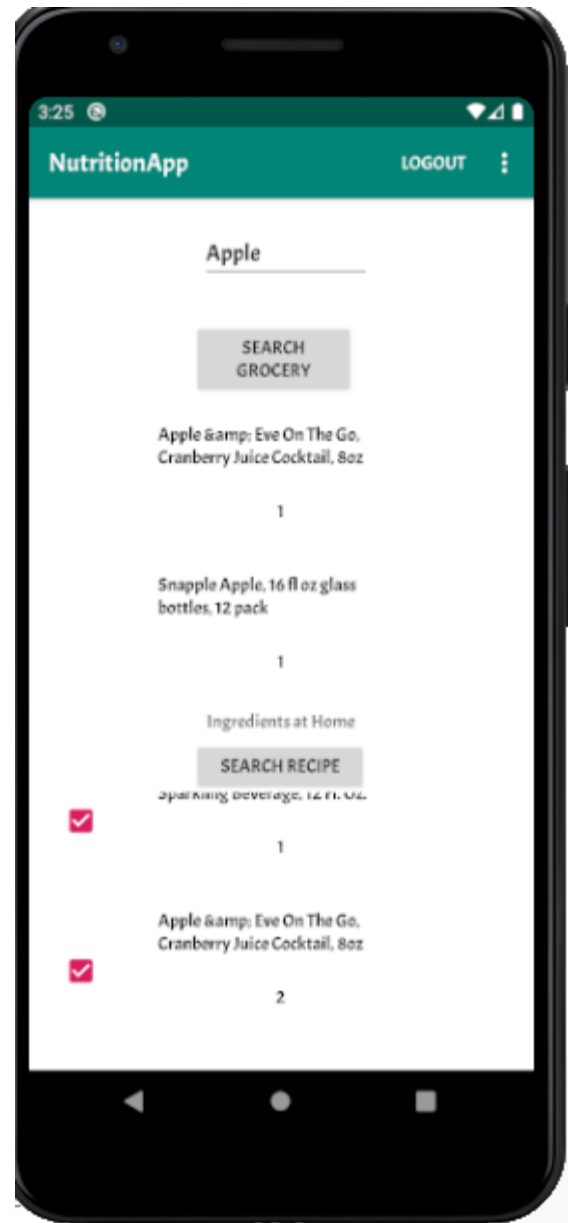 3:25
NutritionApp LOGOUT
Apple
SEARCH
GROCERY
Apple &amp; Eve On The Go,
Cranberry Juice Cocktail, 8oz
1
Snapple Apple, 16 fl oz glass
bottles, 12 pack
1
Ingredients at Home
SEARCH RECIPE
Sparkling Beverage, 12 Fl. Oz.
1
Apple &amp; Eve On The Go,
Cranberry Juice Cocktail, 8oz
2